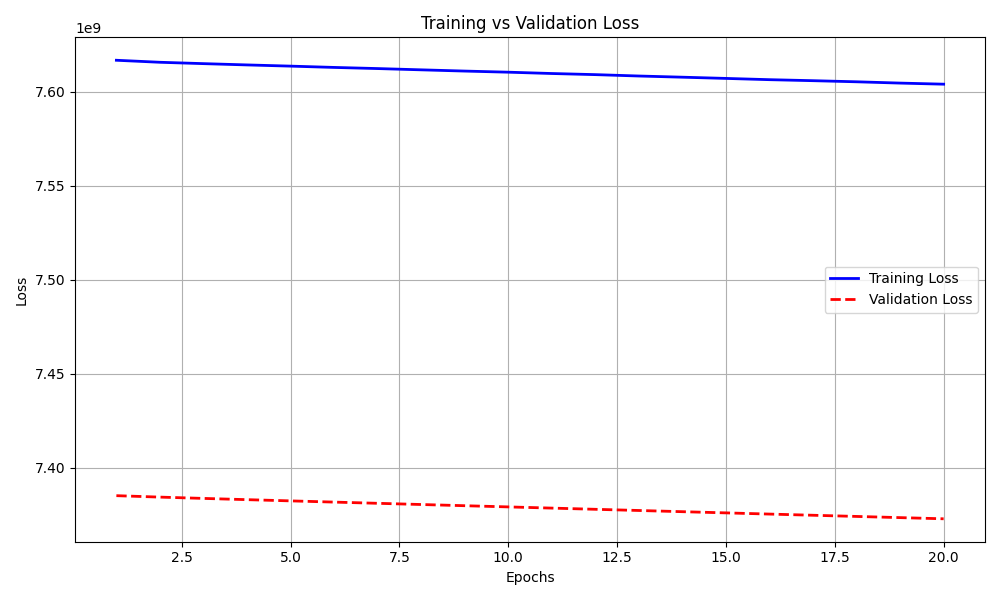 Training vs Validation Loss
1e9
7.60
7.55
7.50
7.45
7.40
Loss
Training Loss
Validation Loss
2.5 5.0 7.5 10.0 12.5 15.0 17.5 20.0
Epochs